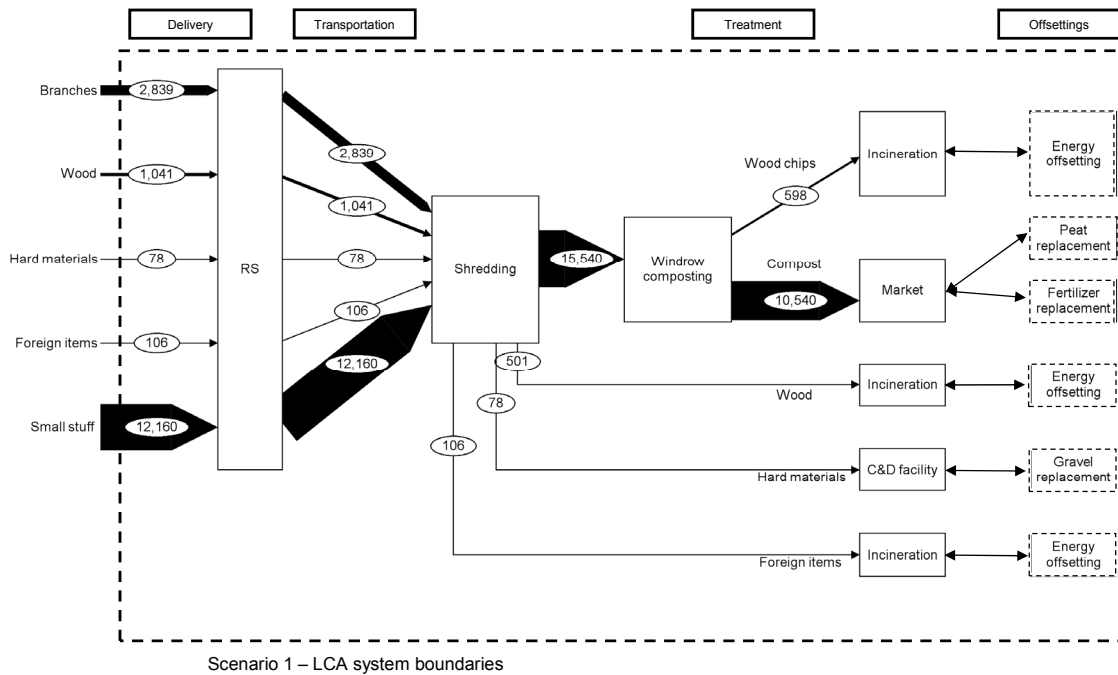 Delivery
Transportation
Treatment
Offsettings
Branches
2,839
Wood
1,041
Hard materials
78
Foreign items
106
Small stuff
12,160
RS
2,839
1,041
78
106
12,160
Shredding
15,540
Windrow
composting
Wood chips
598
Compost
10,540
Incineration
Energy
offsetting
Market
Peat
replacement
Fertilizer
replacement
501
Wood
Incineration
Energy
offsetting
78
Hard materials
C&D facility
Gravel
replacement
106
Foreign items
Incineration
Energy
offsetting
Scenario 1 – LCA system boundaries